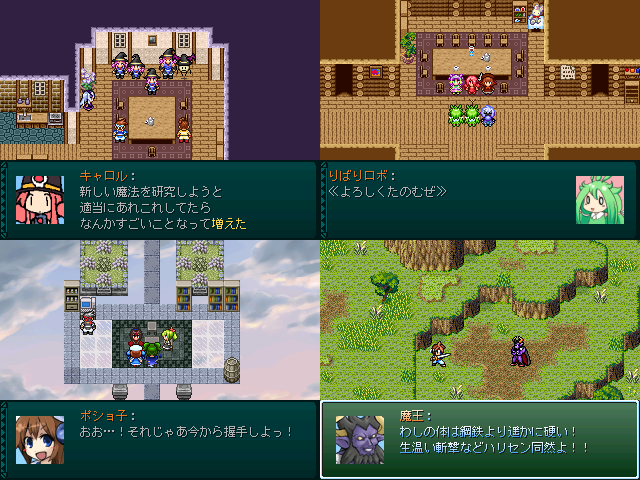 キャロル：
新しい魔法を研究しようと
適当にあれこれしてたら
なんかすごいことなって増えた
りぱりロボ：
≪よろしくたのむぜ≫
ポショ子：
おお…！それじゃあ今から握手しよっ！
魔王：
わしの体は鋼鉄より遥かに硬い！
生温い斬撃などハリセン同然よ！！